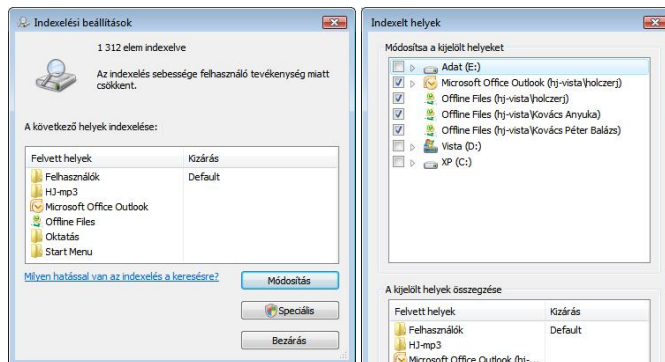 Indexelési beállítások
1 312 elem indexelve
Az indexelés sebessége felhasználó tevékenység miatt
csökkent.
A következő helyek indexelése:
Felvett helyek Kizárás
Felhasználók Default
HJ-mp3
Microsoft Office Outlook
Offline Files
Oktatás
Start Menu
Milyen hatással van az indexelés a keresésre?
Módosítás
Speciális
Bezárás
Indexelt helyek
Módosítsa a kijelölt helyeket
Adat (E:)
Microsoft Office Outlook (hj-vista\holczerj)
Offline Files (hj-vista\holczerj)
Offline Files (hj-vista\Kovács Anyuka)
Offline Files (hj-vista\Kovács Péter Balázs)
Vista (D:)
XP (C:)
A kijelölt helyek összegzése
Felvett helyek Kizárás
Felhasználók Default
HJ-mp3
Microsoft Office Outlook (hj-...